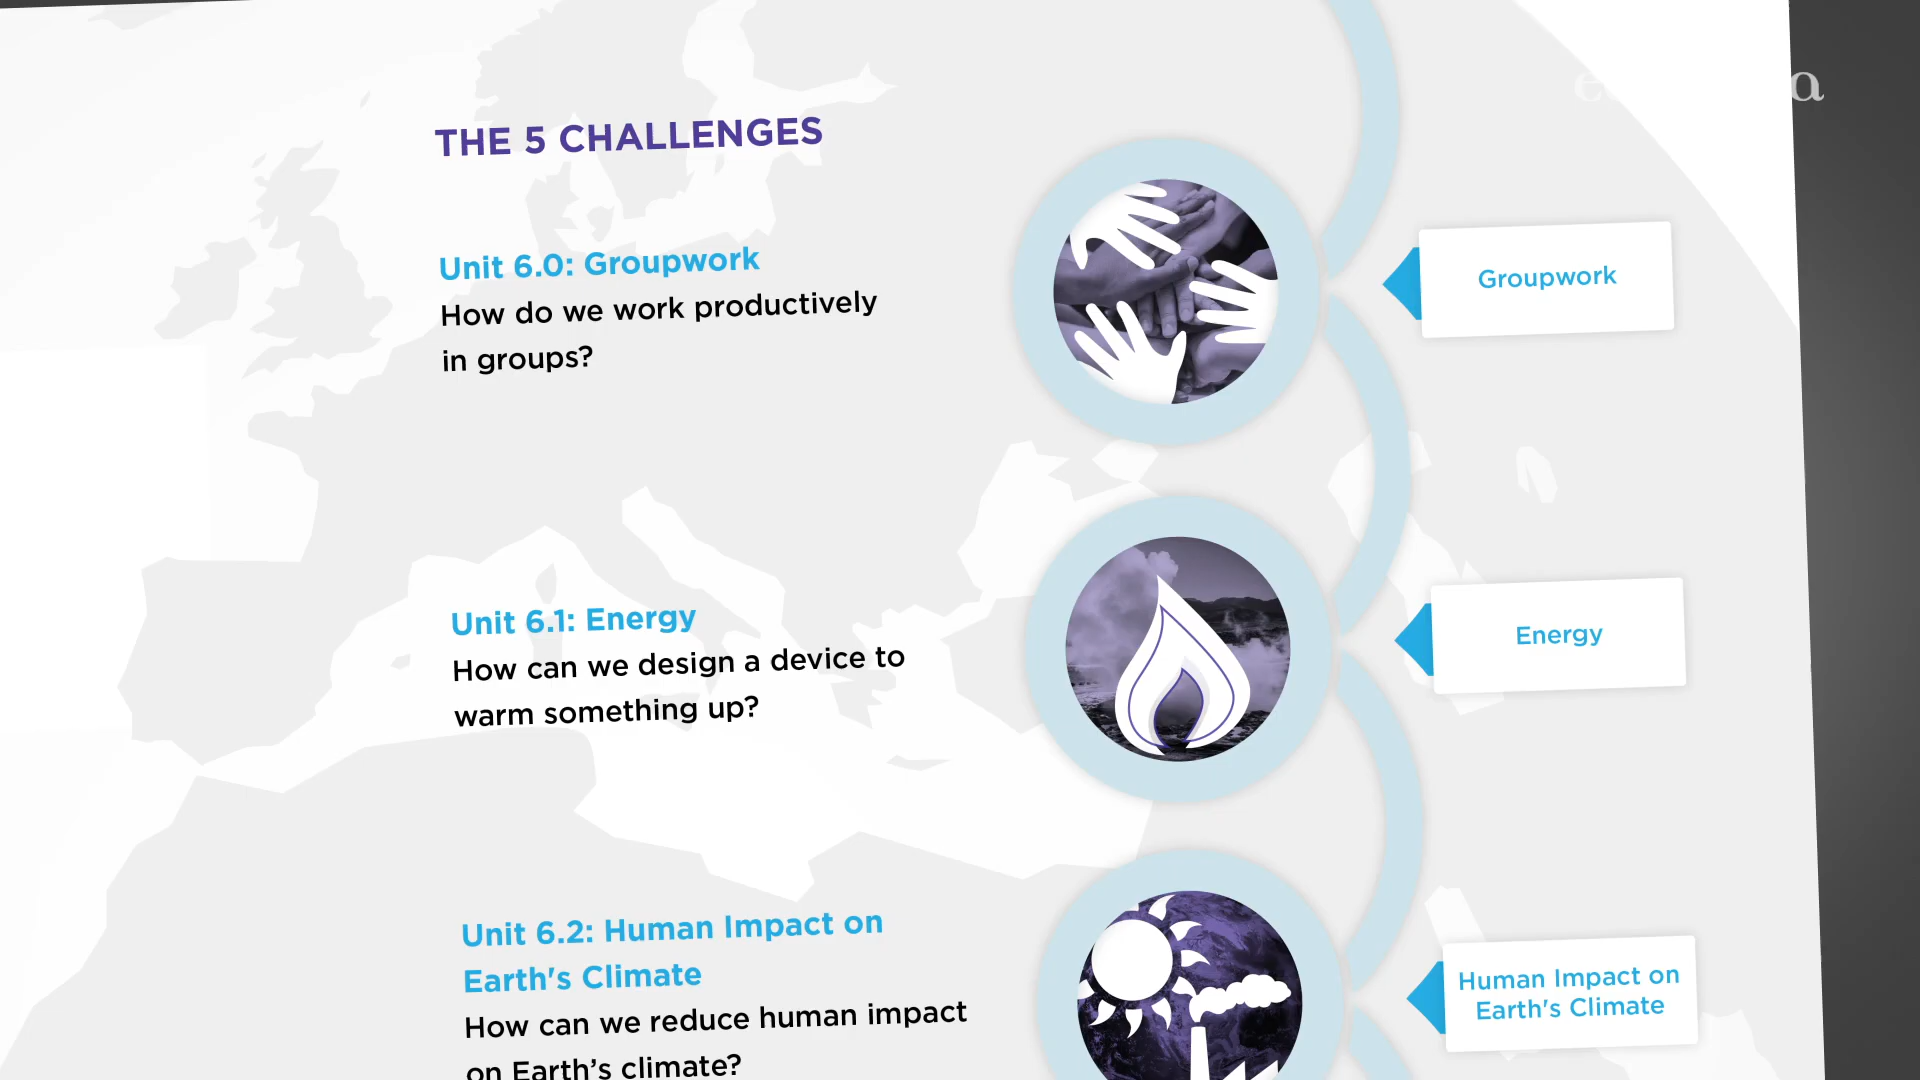 THE 5 CHALLENGES
Unit 6.0: Groupwork
How do we work productively
in groups?
Groupwork
Unit 6.1: Energy
How can we design a device to
warm something up?
Energy
Unit 6.2: Human Impact on
Earth's Climate
How can we reduce human impact
on Earth’s climate?
Human Impact on
Earth's Climate